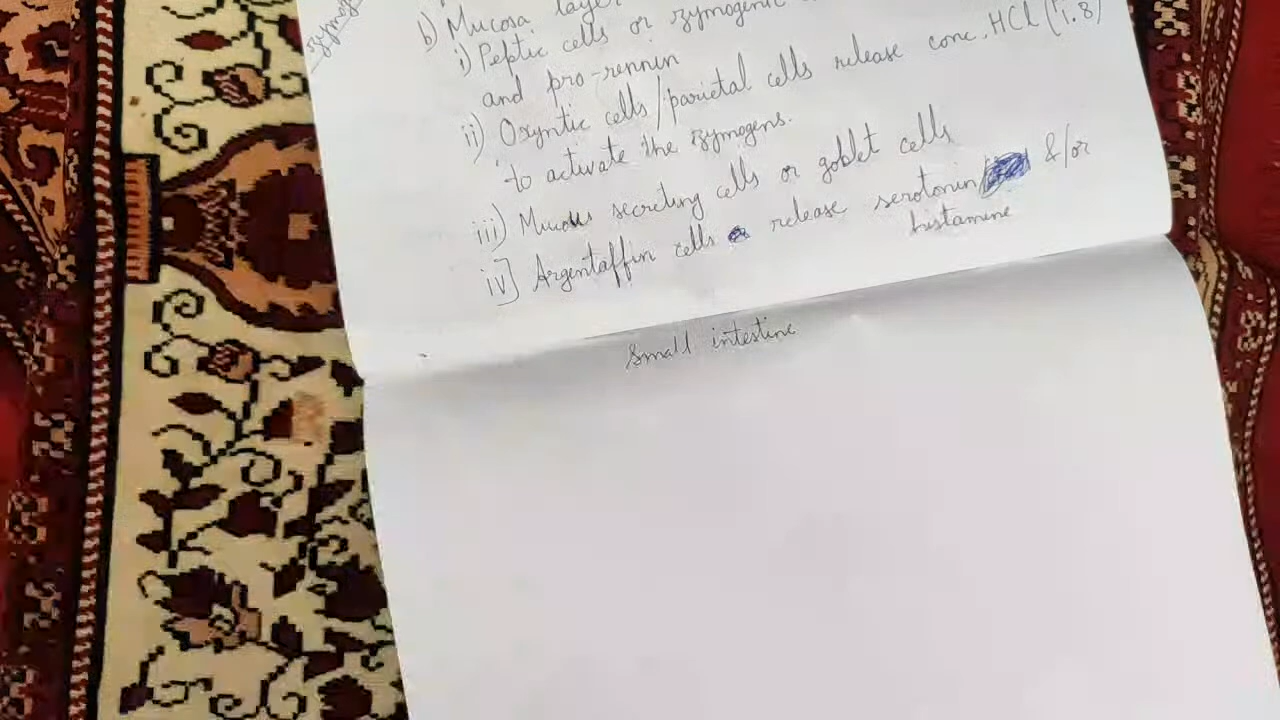 zymog
b) Mucosa layer
i) Peptic cells or zymogenic
and pro-rennin
ii) Oxyntic cells/parietal cells release conc. HCl (1.8)
to activate the zymogens.
iii) Mucous secreting cells or goblet cells
iv] Argentaffin cells release serotonin &/or
histamine
Small intestine